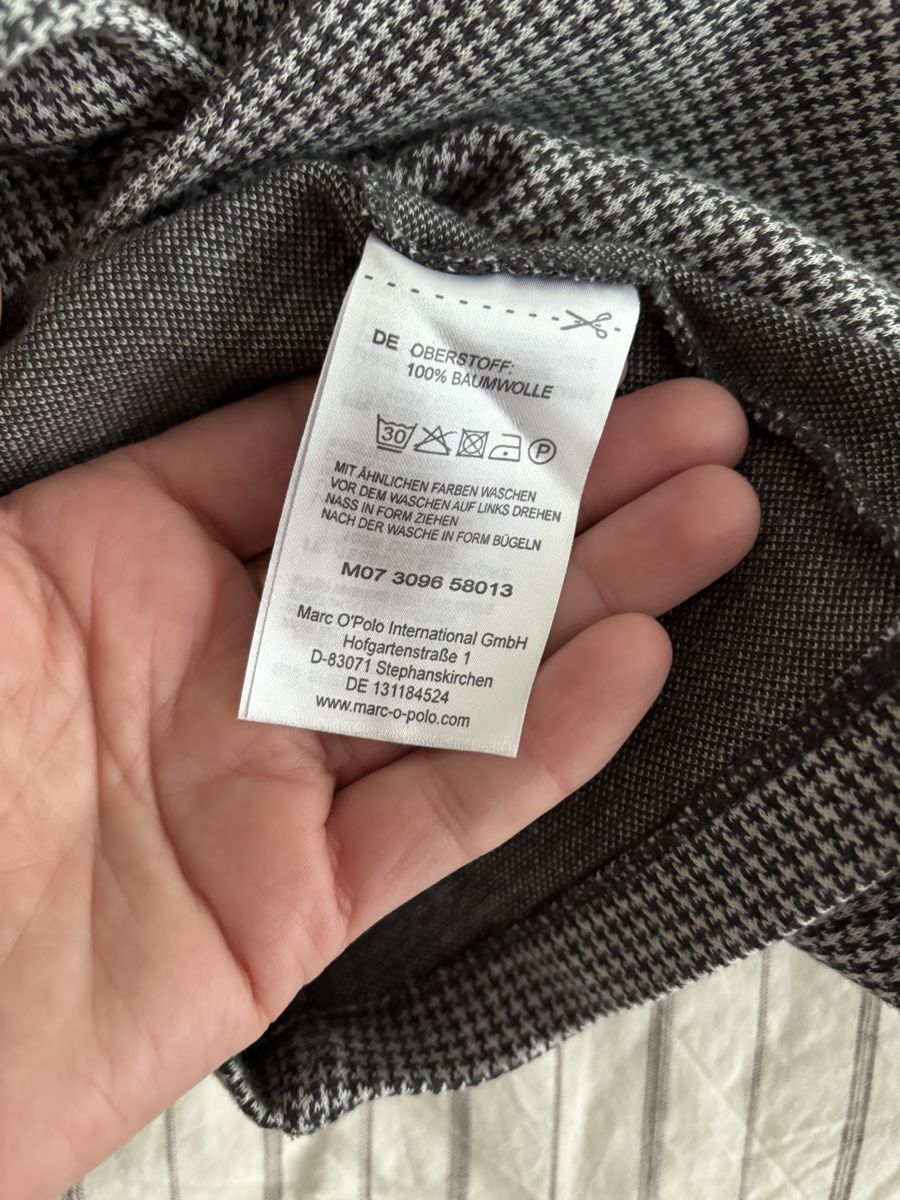 DE OBERSTOFF:
100% BAUMWOLLE
30 P
MIT ÄHNLICHEN FARBEN WASCHEN
VOR DEM WASCHEN AUF LINKS DREHEN
NASS IN FORM ZIEHEN
NACH DER WÄSCHE IN FORM BÜGELN
M07 3096 58013
Marc O'Polo International GmbH
Hofgartenstraße 1
D-83071 Stephanskirchen
DE 131184524
www.marc-o-polo.com